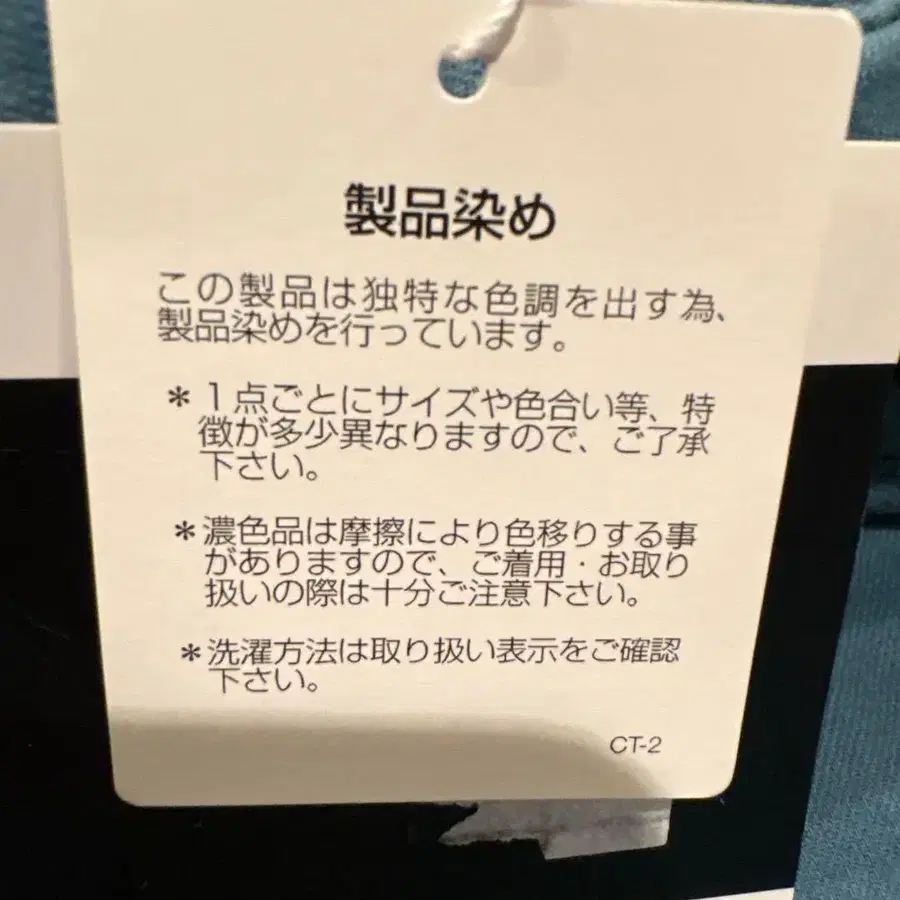 製品染め
この製品は独特な色調を出す為、
製品染めを行っています。
＊１点ごとにサイズや色合い等、特
徴が多少異なりますので、ご了承
下さい。
＊濃色品は摩擦により色移りする事
がありますので、ご着用・お取り
扱いの際は十分ご注意下さい。
＊洗濯方法は取り扱い表示をご確認
下さい。
CT-2